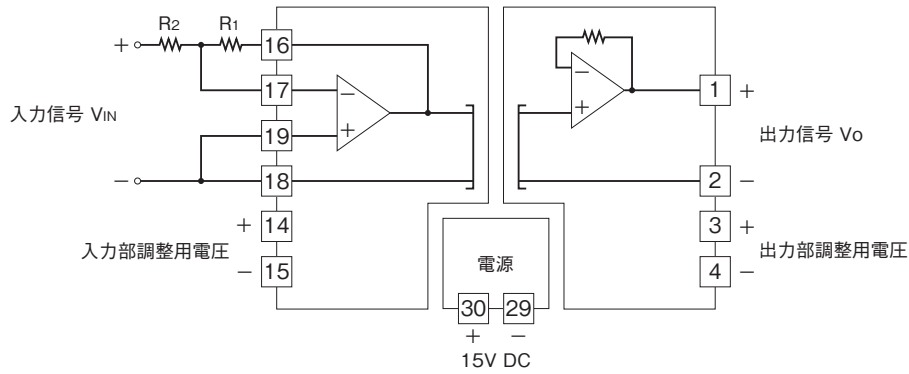 R2 R1
+ 16
17 −
入力信号 VIN
19 +
− 18
+ 14
入力部調整用電圧
− 15
−
+
1 +
出力信号 Vo
2 −
3 +
出力部調整用電圧
4 −
電源
30 29
+ −
15V DC